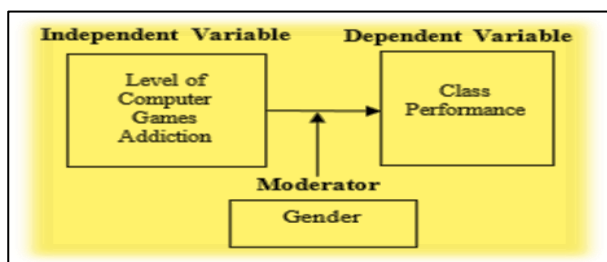 Independent Variable
Dependent Variable
Level of
Computer
Games
Addiction
Class
Performance
Moderator
Gender